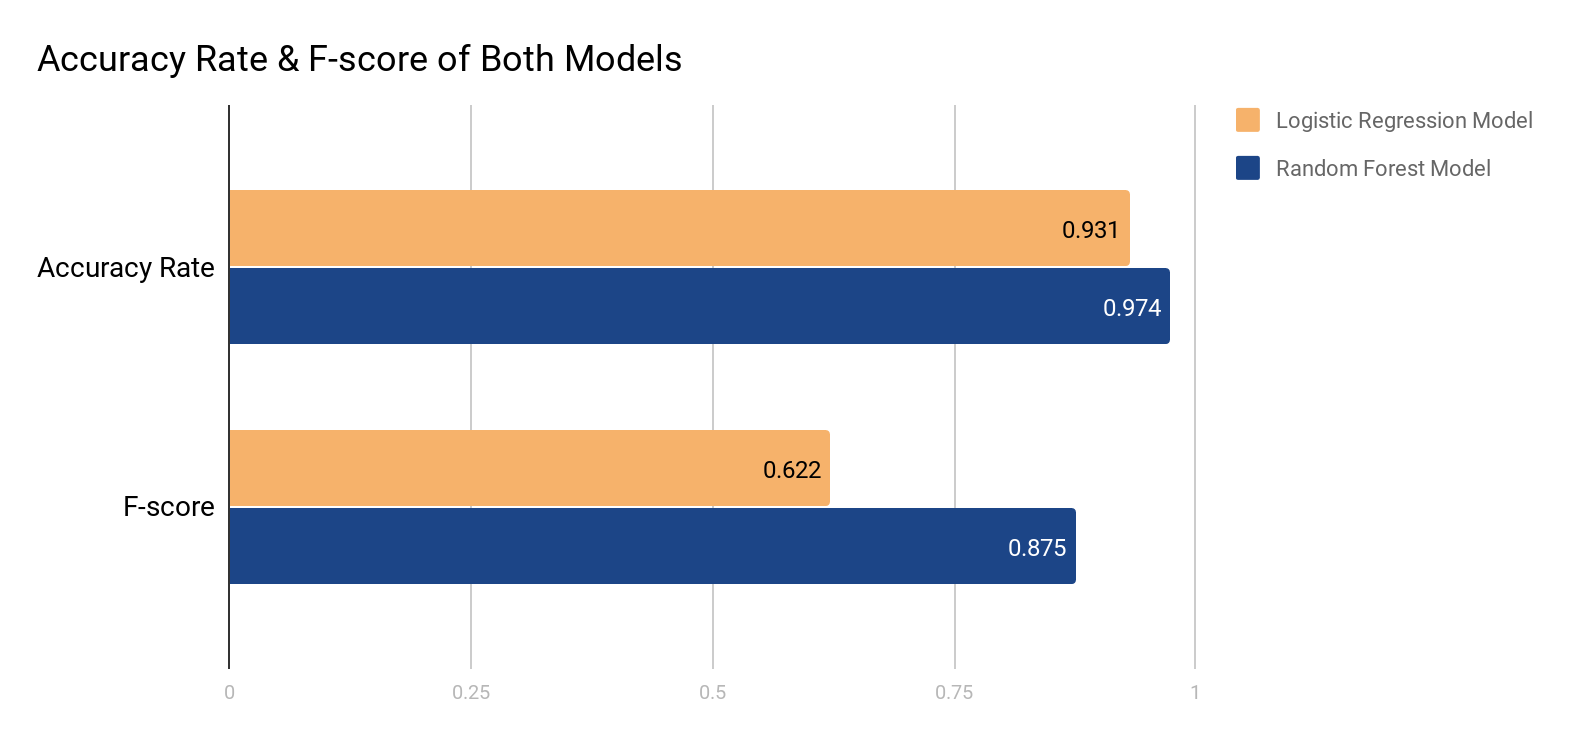 Accuracy Rate & F-score of Both Models
Logistic Regression Model
Random Forest Model
Accuracy Rate
0.931
0.974
F-score
0.622
0.875
0 0.25 0.5 0.75 1